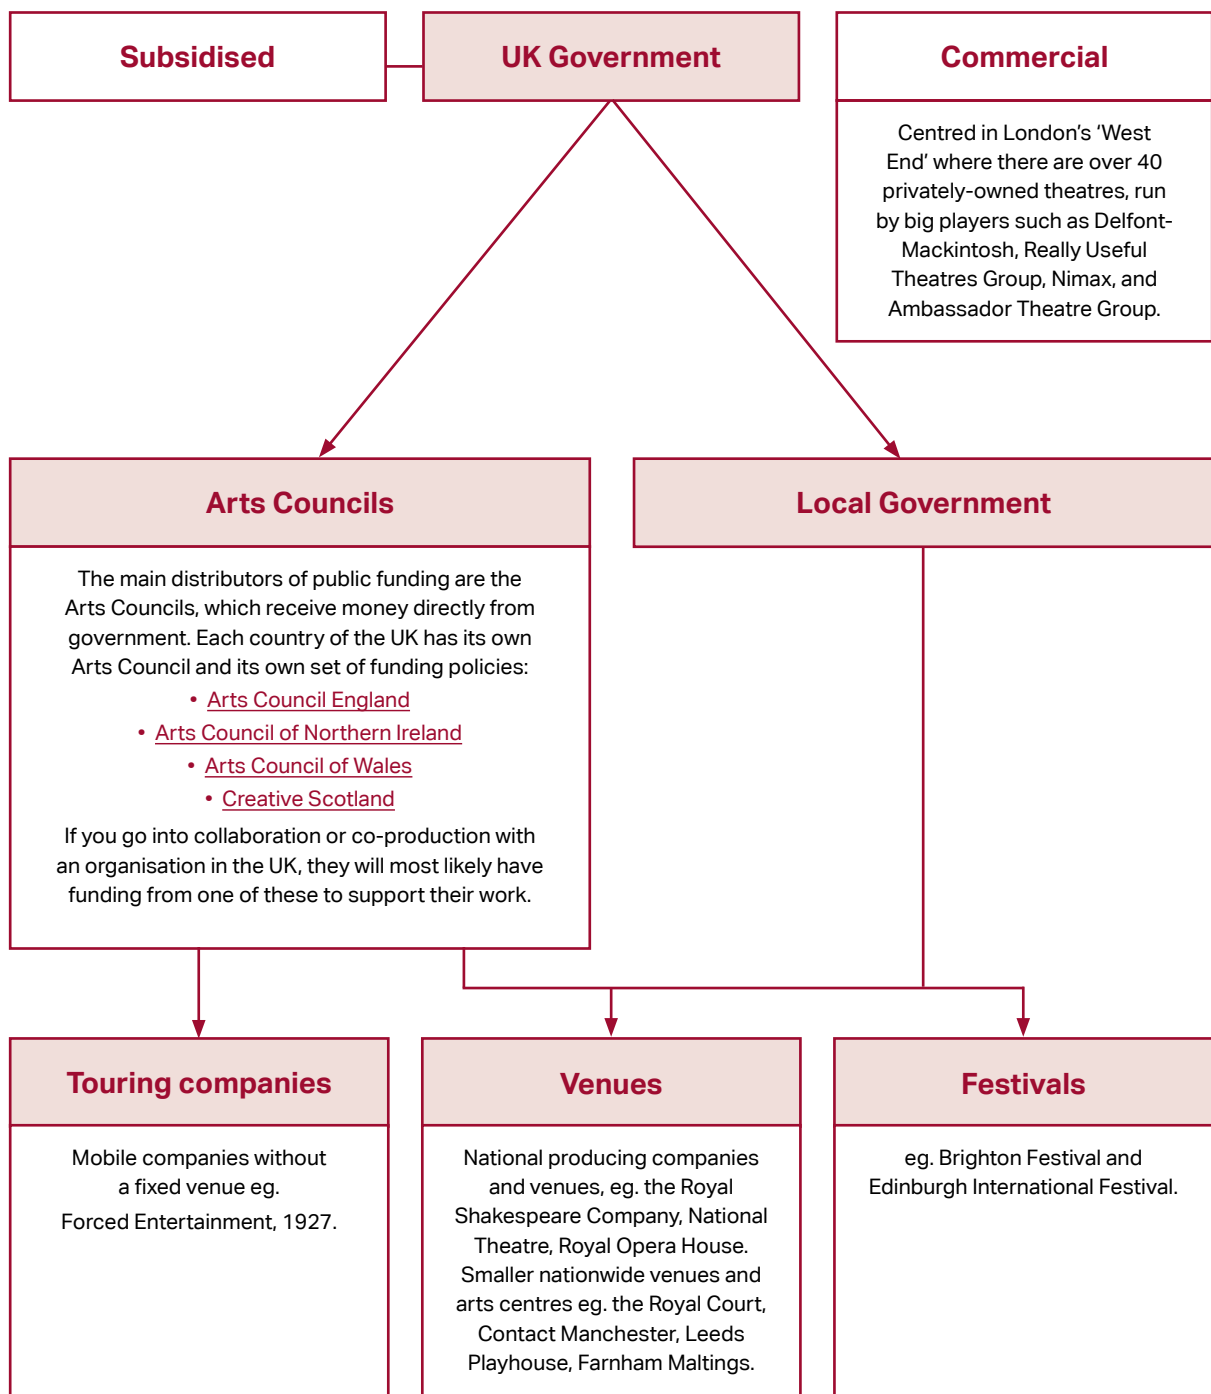 Subsidised
UK Government
Commercial
Centred in London's ‘West
End’ where there are over 40
privately-owned theatres, run
by big players such as Delfont-
Mackintosh, Really Useful
Theatres Group, Nimax, and
Ambassador Theatre Group.
Arts Councils
The main distributors of public funding are the
Arts Councils, which receive money directly from
government. Each country of the UK has its own
Arts Council and its own set of funding policies:
• Arts Council England
• Arts Council of Northern Ireland
• Arts Council of Wales
• Creative Scotland
If you go into collaboration or co-production with
an organisation in the UK, they will most likely have
funding from one of these to support their work.
Local Government
Touring companies
Mobile companies without
a fixed venue eg.
Forced Entertainment, 1927.
Venues
National producing companies
and venues, eg. the Royal
Shakespeare Company, National
Theatre, Royal Opera House.
Smaller nationwide venues and
arts centres eg. the Royal Court,
Contact Manchester, Leeds
Playhouse, Farnham Maltings.
Festivals
eg. Brighton Festival and
Edinburgh International Festival.